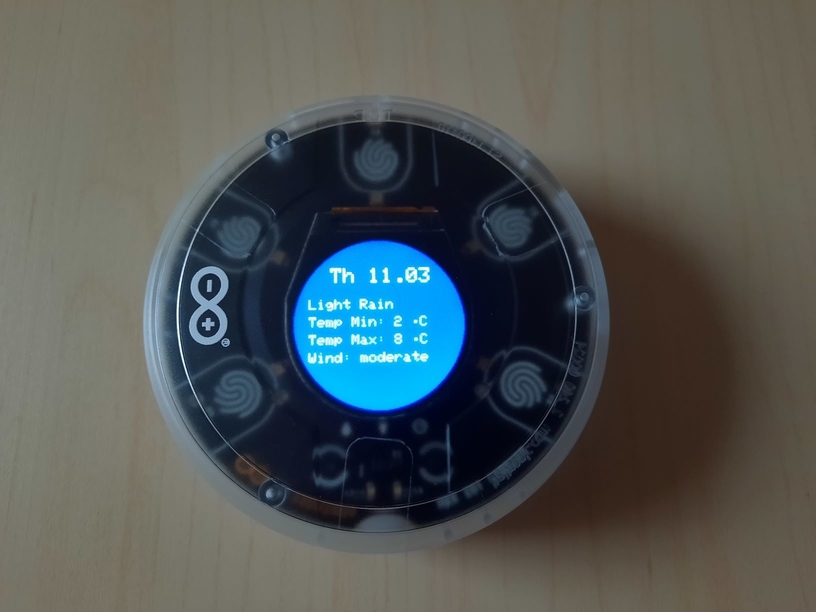 Th 11.03
Light Rain
Temp Min: 2 °C
Temp Max: 8 °C
Wind: moderate